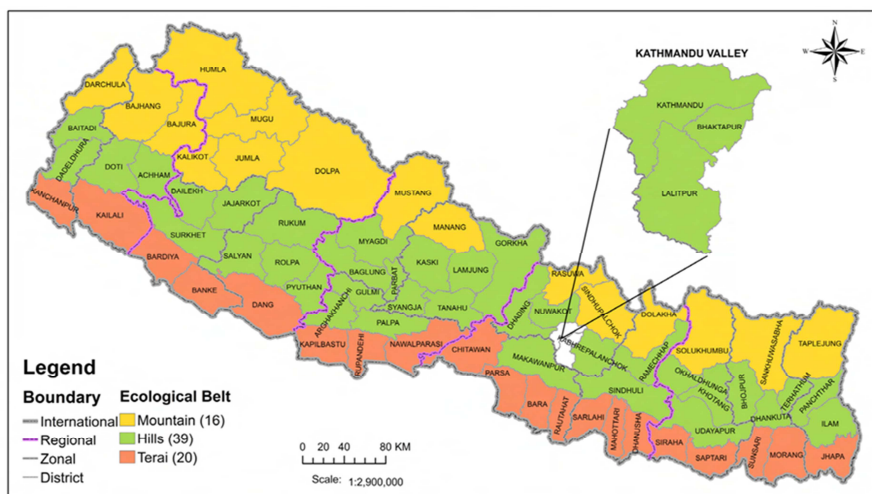 N
W E
S
KATHMANDU VALLEY
KATHMANDU
BHAKTAPUR
LALITPUR
HUMLA
DARCHULA
BAJHANG
MUGU
BAJURA
BAITADI
DADELDHURA
DOTI
ACHHAM
KALIKOT
JUMLA
DOLPA
MUSTANG
KANCHANPUR
KAILALI
DAILEKH
JAJARKOT
RUKUM
MANANG
GORKHA
SURKHET
MYAGDI
BARDIYA
SALYAN
ROLPA
BAGLUNG
PARBAT
KASKI
LAMJUNG
RASUWA
BANKE
PYUTHAN
GULMI
DANG
ARGHAKHANCHI
SYANGJA
TANAHU
DHADING
NUWAKOT
SINDHUPALCHOK
DOLAKHA
PALPA
KAPILBASTU
RUPANDEHI
NAWALPARASI
CHITAWAN
MAKAWANPUR
KABHREPALANCHOK
RAMECHHAP
SOLUKHUMBU
SANKHUWASABHA
TAPLEJUNG
PARSA
BARA
RAUTAHAT
SARLAHI
MAHOTTARI
DHANUSHA
SINDHULI
OKHALDHUNGA
KHOTANG
BHOJPUR
TERHATHUM
PANCHTHAR
DHANKUTA
ILAM
UDAYAPUR
SIRAHA
SAPTARI
SUNSARI
MORANG
JHAPA
Legend
Boundary Ecological Belt
International Mountain (16)
Regional Hills (39)
Zonal Terai (20)
District
0 20 40 80 KM
Scale: 1:2,900,000